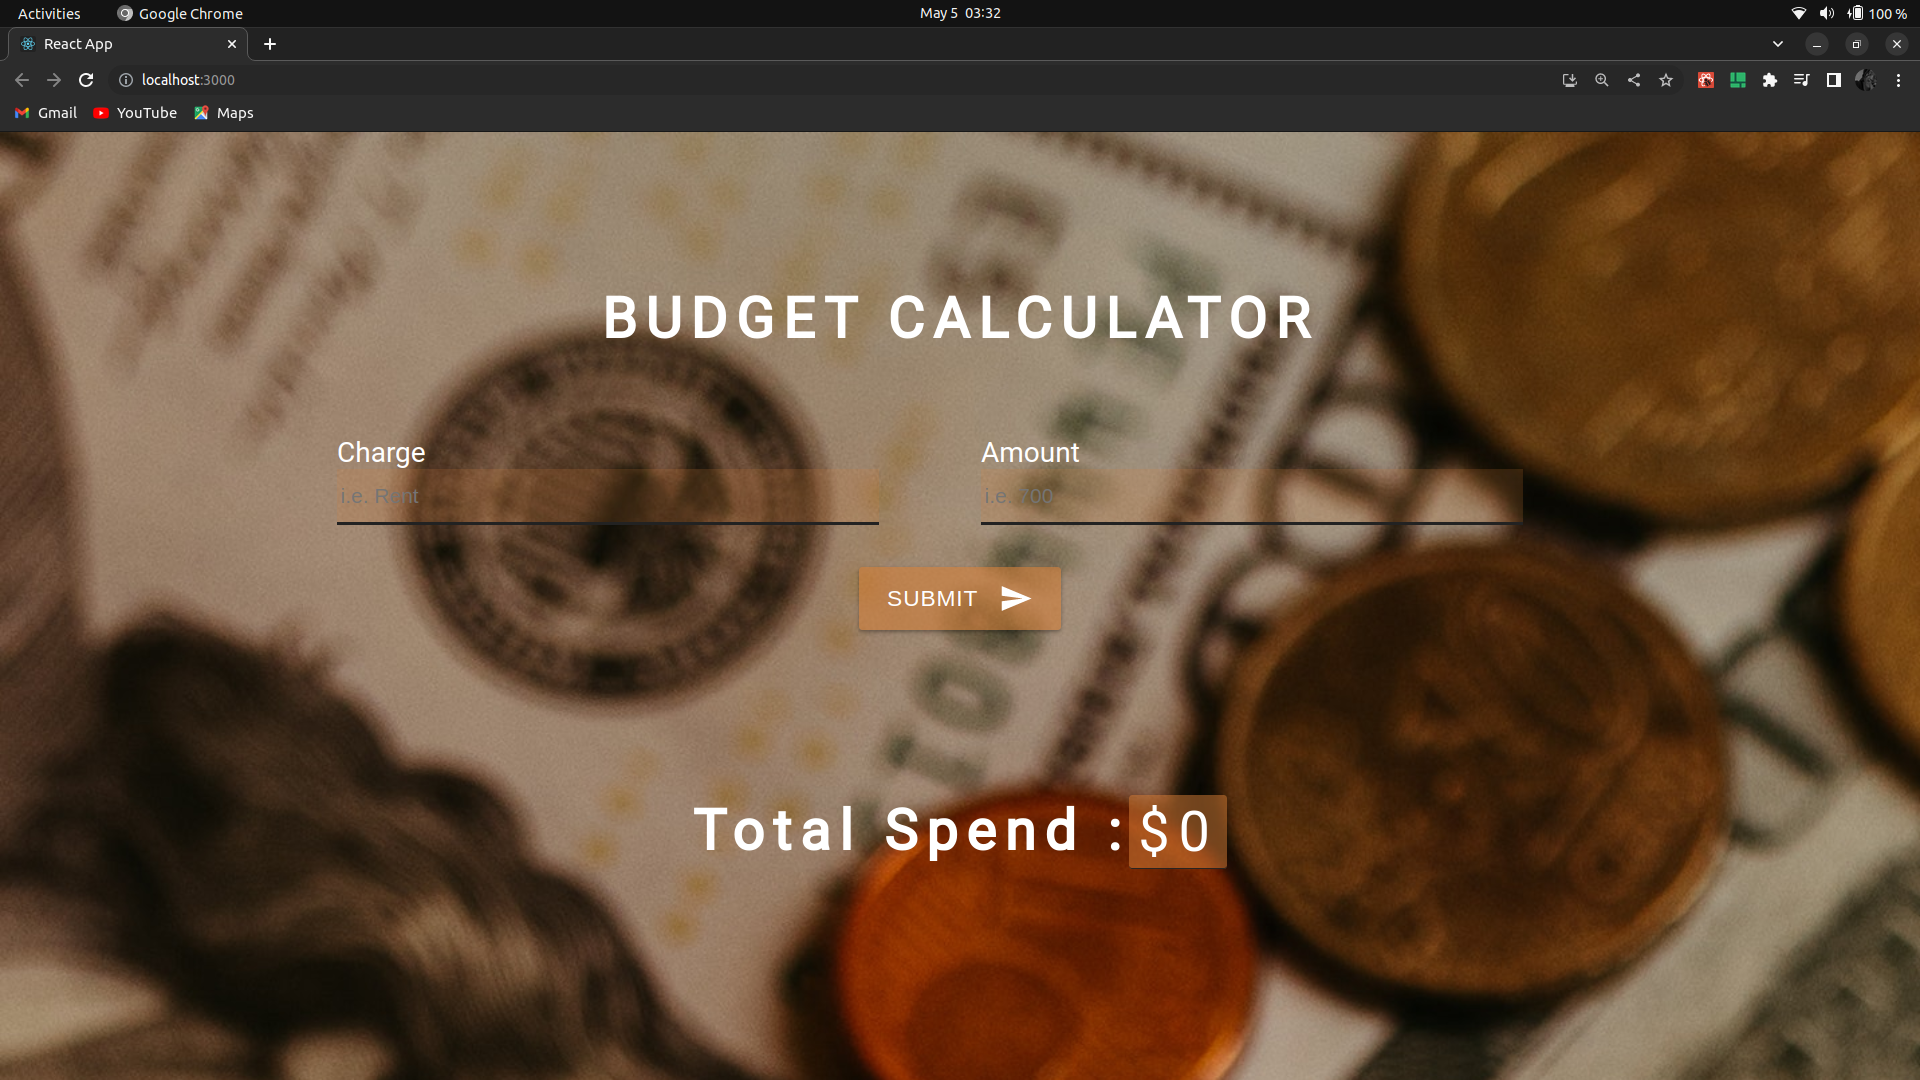 Activities Google Chrome May 5 03:32 100 %
React App
localhost:3000
Gmail YouTube Maps
BUDGET CALCULATOR
Charge Amount
i.e. Rent i.e. 700
SUBMIT
Total Spend : $0